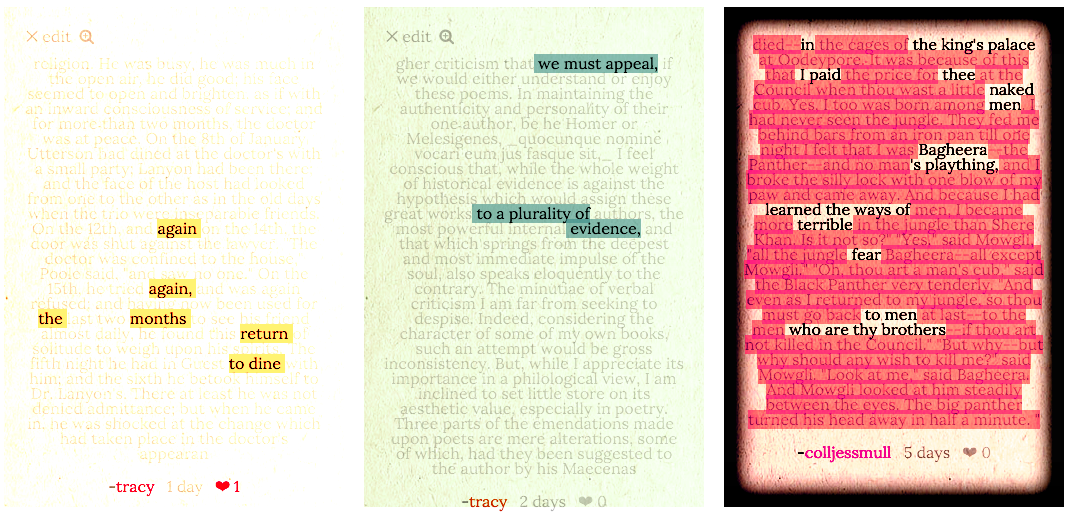 × edit
religion. He was busy, he was much in
the open air, he did good; his face
seemed to open and brighten, as if with
an inward consciousness of service; and
for more than two months, the doctor
was at peace. On the 8th of January
Utterson had dined at the doctor's with
a small party; Lanyon had been there;
and the face of the host had looked
from one to the other as in the old days
when the trio were inseparable friends.
On the 12th, and again on the 14th, the
door was shut against the lawyer. "The
doctor was confined to the house,"
Poole said, "and saw no one." On the
15th, he tried again, and was again
refused; and having now been used for
the last two months to see his friend
almost daily, he found this return of
solitude to weigh upon his
fifth night he had in Guest to dine with
him; and the sixth he betook himself to
Dr. Lanyon's. There at least he was not
denied admittance; but when he came
in, he was shocked at the change which
had taken place in the doctor's
appearan
-tracy 1 day ❤ 1
× edit
gher criticism that we must appeal, if
we would either understand or enjoy
these poems. In maintaining the
authenticity and personality of their
one author, be he Homer or
Melesigenes, _quocunque nomine
vocari eum jus fasque sit,_ I feel
conscious that, while the whole weight
of historical evidence is against the
hypothesis which would assign these
great works to a plurality of authors, the
most powerful internal evidence, and
that which springs from the deepest
and most immediate impulse of the
soul, also speaks eloquently to the
contrary. The minutiae of verbal
criticism I am far from seeking to
despise. Indeed, considering the
character of some of my own books,
such an attempt would be gross
inconsistency. But, while I appreciate its
importance in a philological view, I am
inclined to set little store on its
aesthetic value, especially in poetry.
Three parts of the emendations made
upon poets are mere alterations, some
of which, had they been suggested to
the author by his Maecenas
-tracy 2 days ❤ 0
died--in the cages of the king's palace
at Oodeypore. It was because of this
that I paid the price for thee at the
Council when thou wast a little naked
cub. Yes, I too was born among men. I
had never seen the jungle. They fed me
behind bars from an iron pan till one
night I felt that I was Bagheera--the
Panther--and no man's plaything, and I
broke the silly lock with one blow of my
paw and came away. And because I had
learned the ways of men, I became
more terrible in the jungle than Shere
Khan. Is it not so?" "Yes," said Mowgli,
"all the jungle fear Bagheera--all except
Mowgli." "Oh, thou art a man's cub," said
the Black Panther very tenderly. "And
even as I returned to my jungle, so thou
must go back to men at last--to the
men who are thy brothers--if thou art
not killed in the Council." "But why--but
why should any wish to kill me?" said
Mowgli. "Look at me," said Bagheera.
And Mowgli looked at him steadily
between the eyes. The big panther
turned his head away in half a minute. "
-colljessmull 5 days ❤ 0